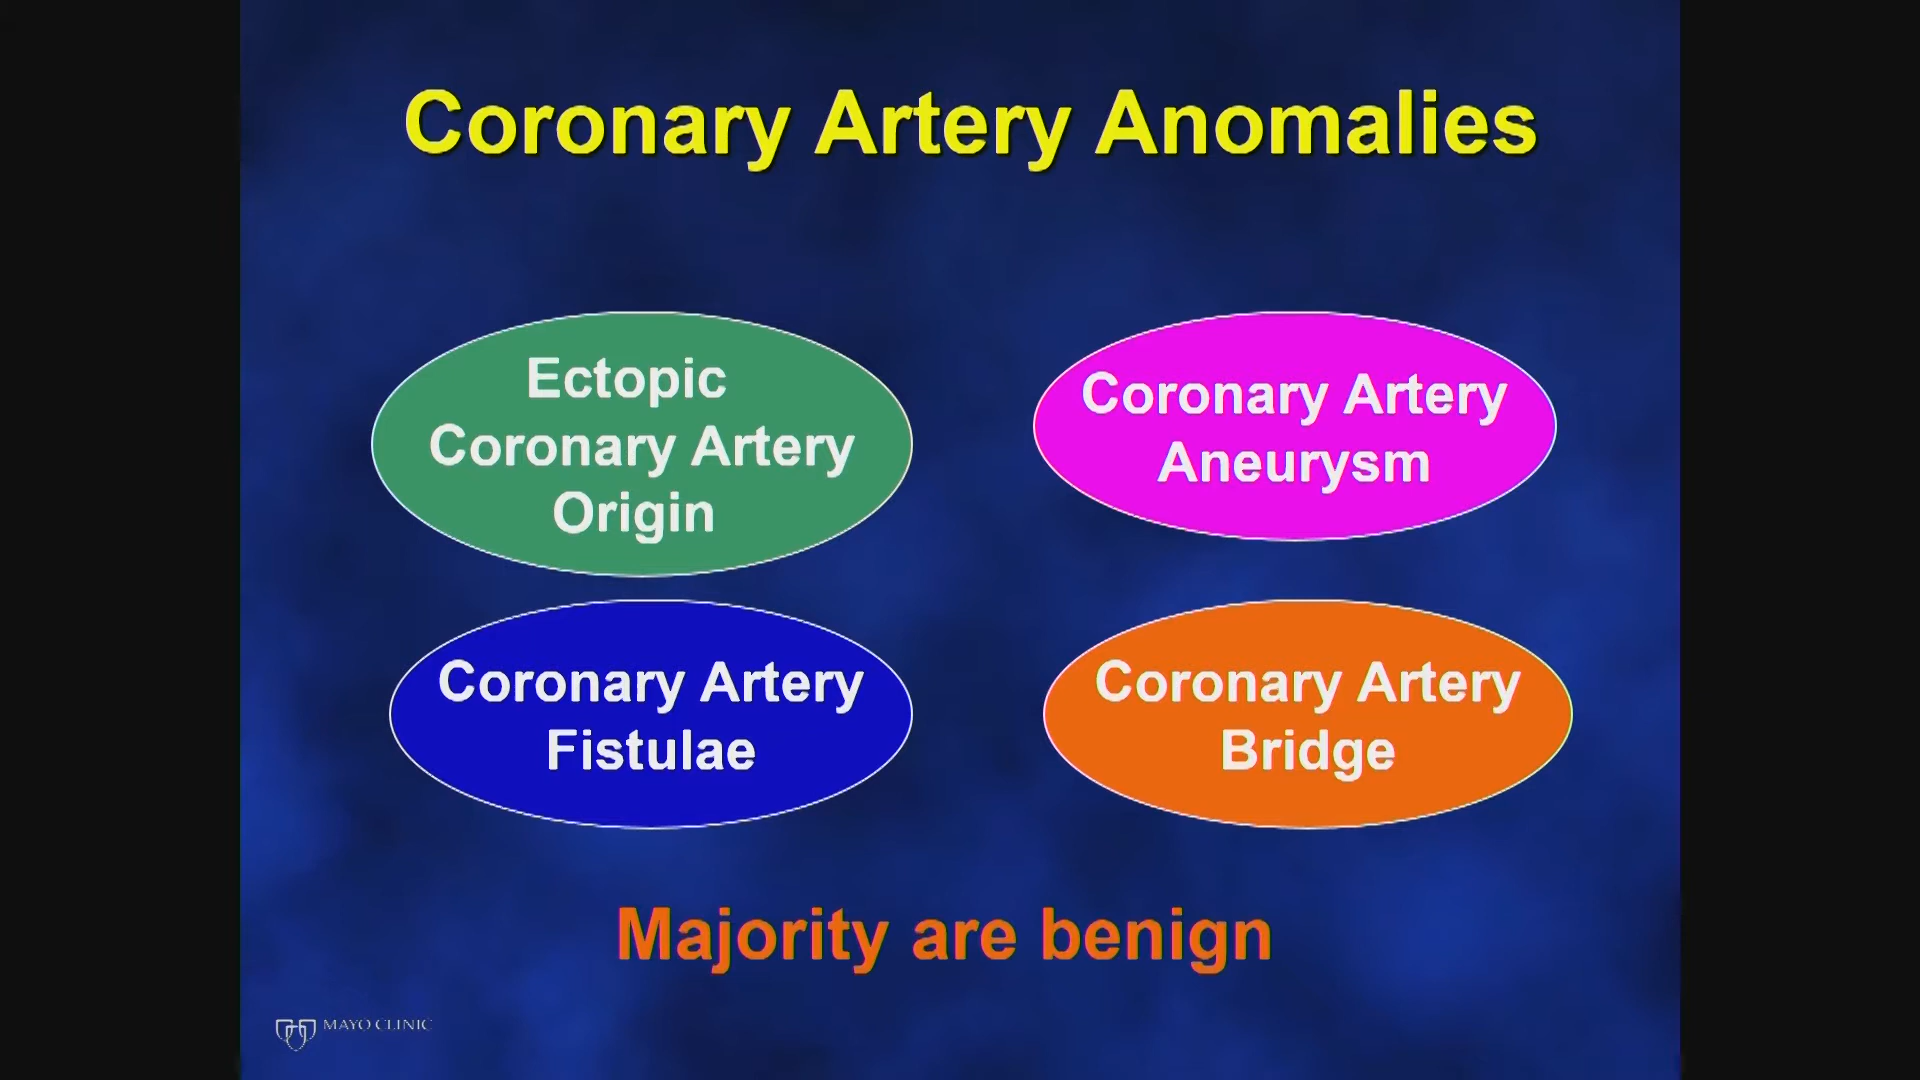 Coronary Artery Anomalies
Ectopic
Coronary Artery
Origin
Coronary Artery
Aneurysm
Coronary Artery
Fistulae
Coronary Artery
Bridge
Majority are benign
MAYO CLINIC